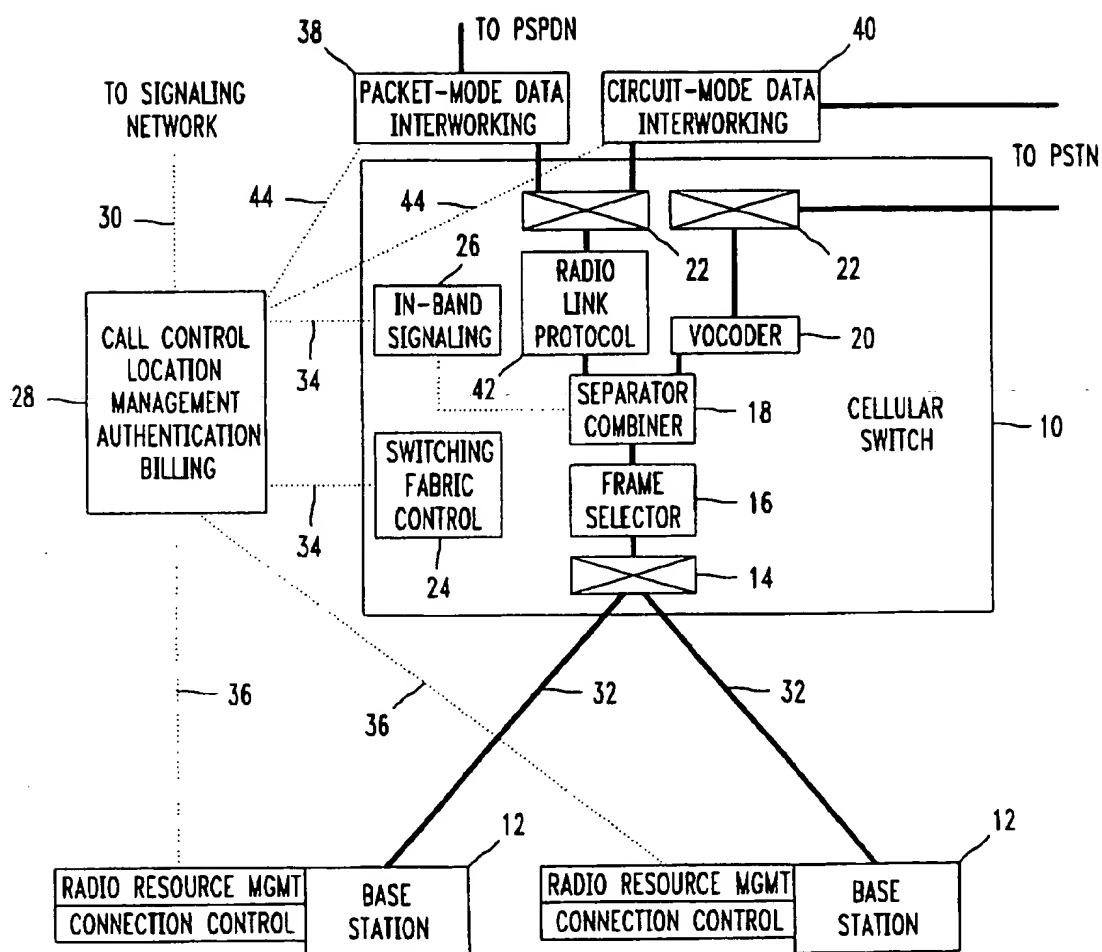 TO PSPDN
38
40
TO SIGNALING
NETWORK
PACKET-MODE DATA
INTERWORKING
CIRCUIT-MODE DATA
INTERWORKING
TO PSTN
44
44
30
26
22
22
IN-BAND
SIGNALING
RADIO
LINK
PROTOCOL
VOCODER
20
34
42
CALL CONTROL
LOCATION
MANAGEMENT
AUTHENTICATION
BILLING
28
SEPARATOR
COMBINER
18
CELLULAR
SWITCH
10
SWITCHING
FABRIC
CONTROL
FRAME
SELECTOR
16
34
24
14
36
36
32
32
12
12
RADIO RESOURCE MGMT
CONNECTION CONTROL
BASE
STATION
RADIO RESOURCE MGMT
CONNECTION CONTROL
BASE
STATION